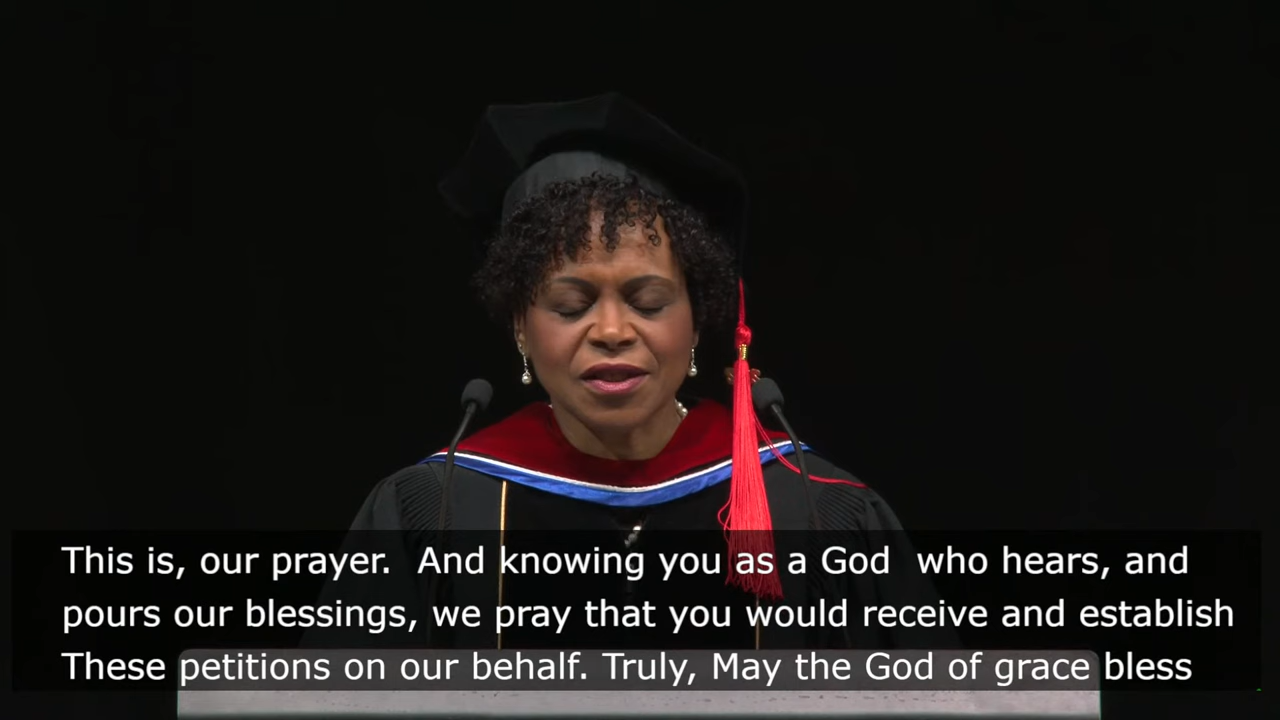 This is, our prayer.  And knowing you as a God  who hears, and
pours our blessings, we pray that you would receive and establish
These petitions on our behalf. Truly, May the God of grace bless